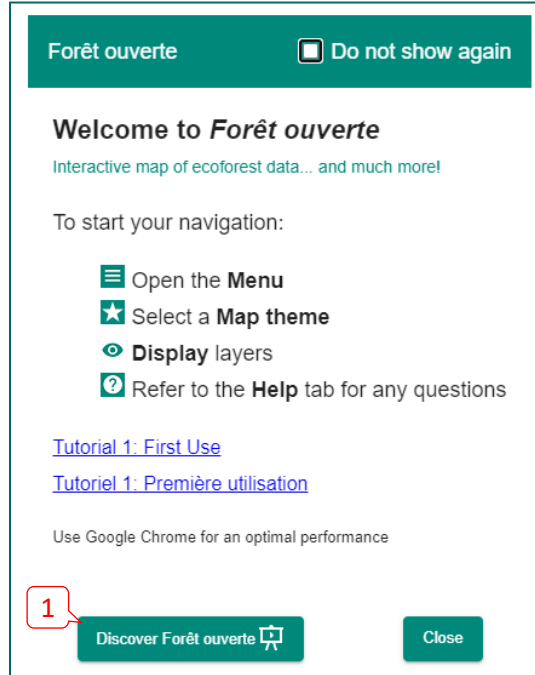 Forêt ouverte Do not show again
Welcome to Forêt ouverte
Interactive map of ecoforest data... and much more!
To start your navigation:
Open the Menu
Select a Map theme
Display layers
Refer to the Help tab for any questions
Tutorial 1: First Use
Tutoriel 1: Première utilisation
Use Google Chrome for an optimal performance
1
Discover Forêt ouverte Close